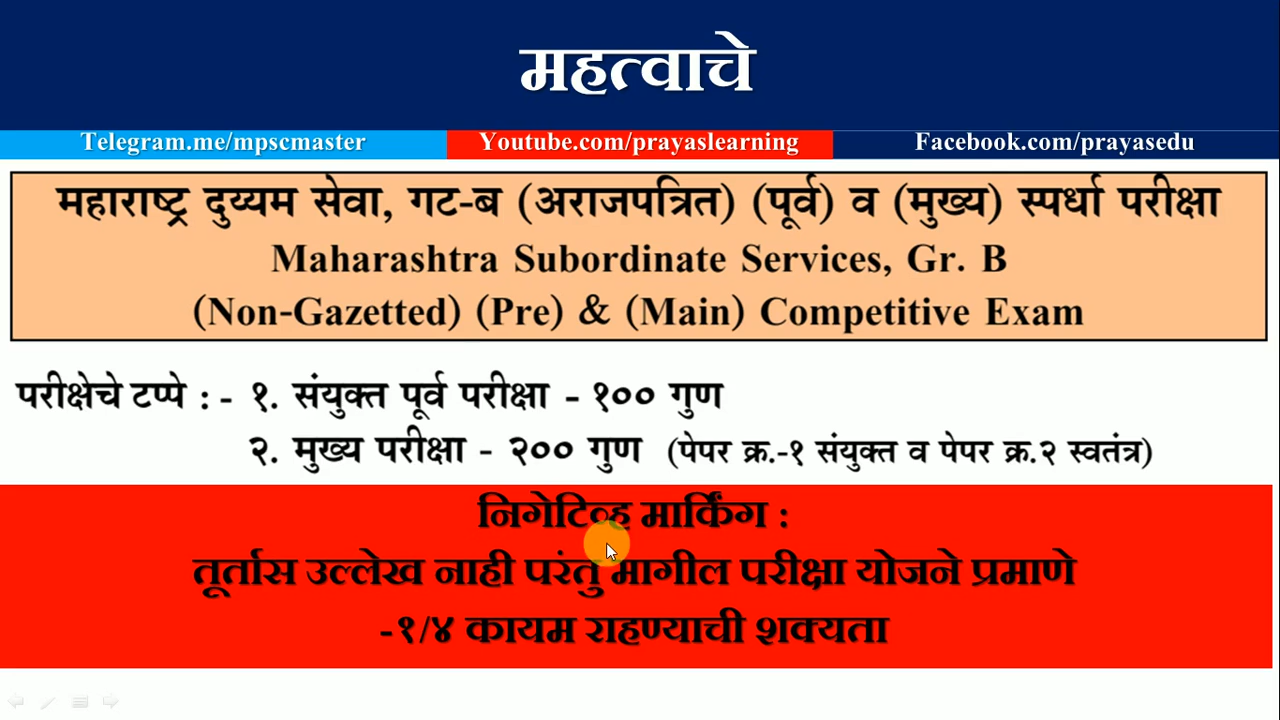 महत्वाचे
Telegram.me/mpscmaster Youtube.com/prayaslearning Facebook.com/prayasedu
महाराष्ट्र दुय्यम सेवा, गट-ब (अराजपत्रित) (पूर्व) व (मुख्य) स्पर्धा परीक्षा
Maharashtra Subordinate Services, Gr. B
(Non-Gazetted) (Pre) & (Main) Competitive Exam
परीक्षेचे टप्पे : - १. संयुक्त पूर्व परीक्षा - १०० गुण
२. मुख्य परीक्षा - २०० गुण (पेपर क्र.-१ संयुक्त व पेपर क्र.२ स्वतंत्र)
निगेटिव्ह मार्किंग :
तूर्तास उल्लेख नाही परंतु मागील परीक्षा योजने प्रमाणे
-१/४ कायम राहण्याची शक्यता